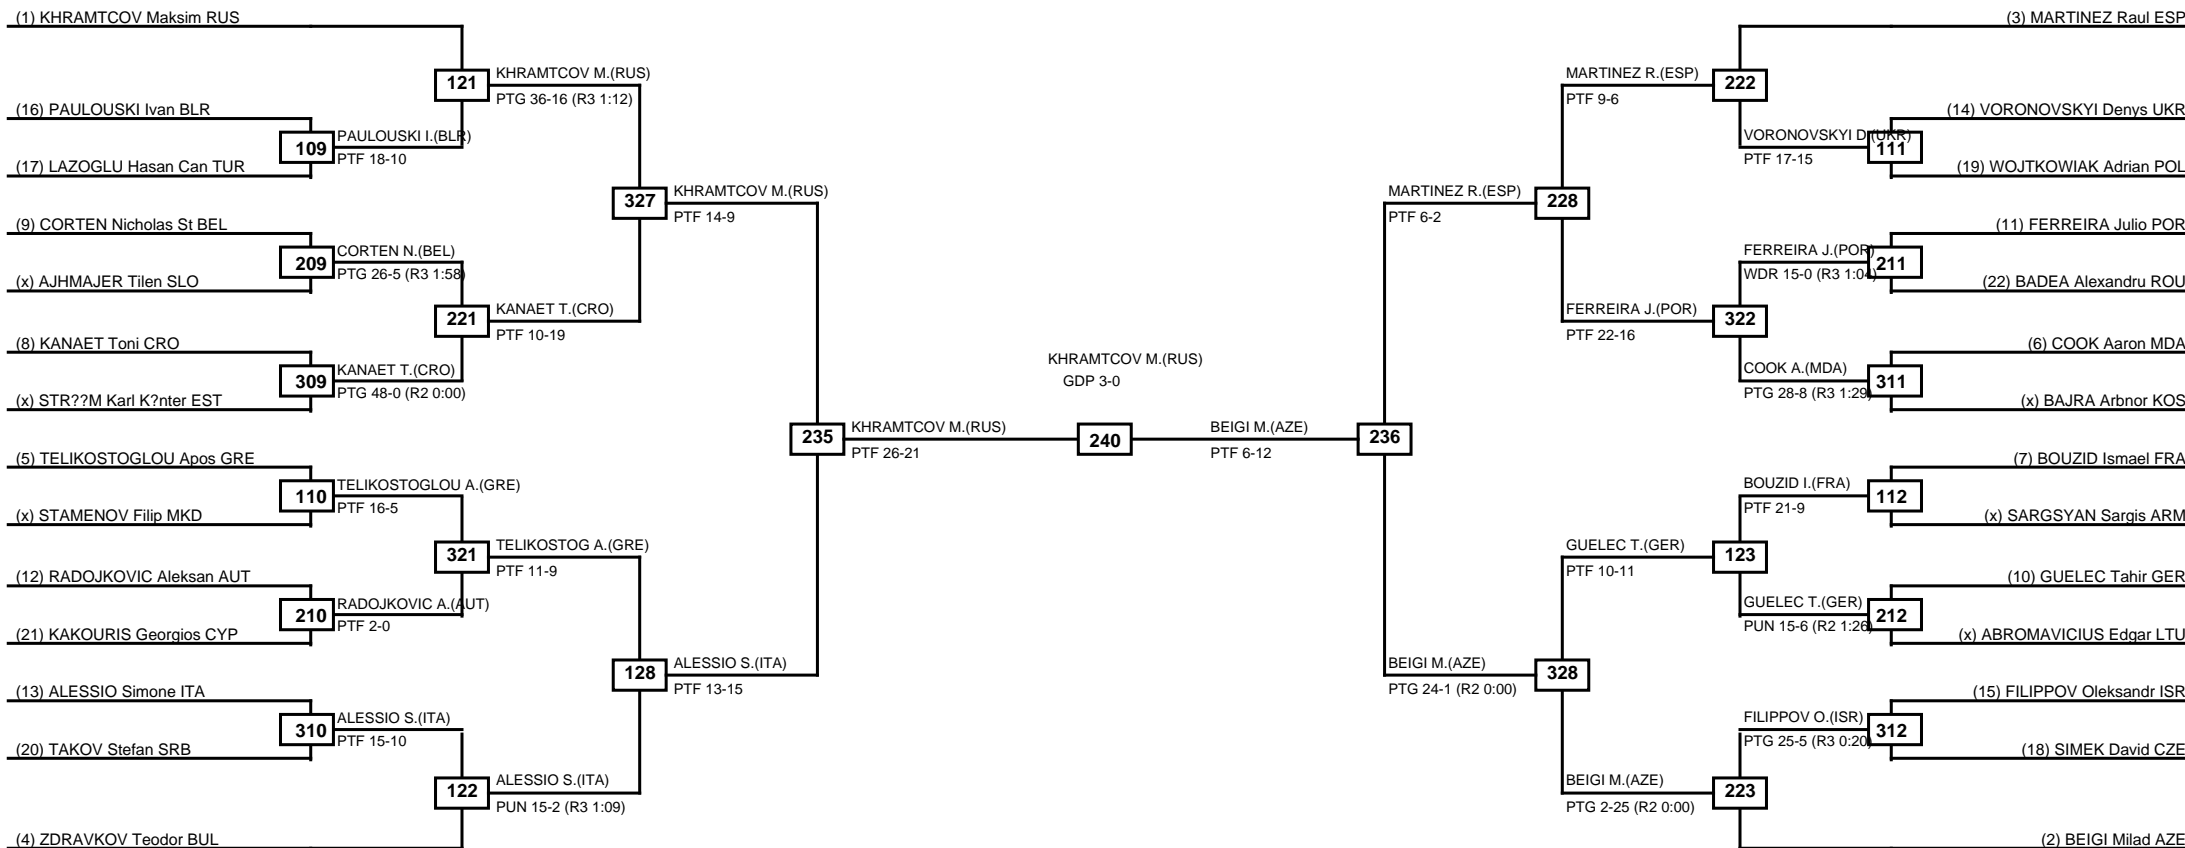 (1) KHRAMTCOV Maksim RUS
(16) PAULOUSKI Ivan BLR
(17) LAZOGLU Hasan Can TUR
(9) CORTEN Nicholas St BEL
(x) AJHMAJER Tilen SLO
(8) KANAET Toni CRO
(x) STR??M Karl K?nter EST
(5) TELIKOSTOGLOU Apos GRE
(x) STAMENOV Filip MKD
(12) RADOJKOVIC Aleksan AUT
(21) KAKOURIS Georgios CYP
(13) ALESSIO Simone ITA
(20) TAKOV Stefan SRB
(4) ZDRAVKOV Teodor BUL
109
PAULOUSKI I.(BLR)
PTF 18-10
209
CORTEN N.(BEL)
PTG 26-5 (R3 1:58)
309
KANAET T.(CRO)
PTG 48-0 (R2 0:00)
110
TELIKOSTOGLOU A.(GRE)
PTF 16-5
210
RADOJKOVIC A.(AUT)
PTF 2-0
310
ALESSIO S.(ITA)
PTF 15-10
121
KHRAMTCOV M.(RUS)
PTG 36-16 (R3 1:12)
221
KANAET T.(CRO)
PTF 10-19
321
TELIKOSTOG A.(GRE)
PTF 11-9
122
ALESSIO S.(ITA)
PUN 15-2 (R3 1:09)
327
KHRAMTCOV M.(RUS)
PTF 14-9
128
ALESSIO S.(ITA)
PTF 13-15
235
KHRAMTCOV M.(RUS)
PTF 26-21
KHRAMTCOV M.(RUS)
GDP 3-0
240
BEIGI M.(AZE)
PTF 6-12
236
MARTINEZ R.(ESP)
PTF 6-2
228
BEIGI M.(AZE)
PTG 24-1 (R2 0:00)
328
MARTINEZ R.(ESP)
PTF 9-6
222
FERREIRA J.(POR)
PTF 22-16
322
GUELEC T.(GER)
PTF 10-11
123
BEIGI M.(AZE)
PTG 2-25 (R2 0:00)
223
VORONOVSKYI D.(UKR)
PTF 17-15
111
FERREIRA J.(POR)
WDR 15-0 (R3 1:04)
211
COOK A.(MDA)
PTG 28-8 (R3 1:29)
311
BOUZID I.(FRA)
PTF 21-9
112
GUELEC T.(GER)
PUN 15-6 (R2 1:26)
212
FILIPPOV O.(ISR)
PTG 25-5 (R3 0:20)
312
(3) MARTINEZ Raul ESP
(14) VORONOVSKYI Denys UKR
(19) WOJTKOWIAK Adrian POL
(11) FERREIRA Julio POR
(22) BADEA Alexandru ROU
(6) COOK Aaron MDA
(x) BAJRA Arbnor KOS
(7) BOUZID Ismael FRA
(x) SARGSYAN Sargis ARM
(10) GUELEC Tahir GER
(x) ABROMAVICIUS Edgar LTU
(15) FILIPPOV Oleksandr ISR
(18) SIMEK David CZE
(2) BEIGI Milad AZE